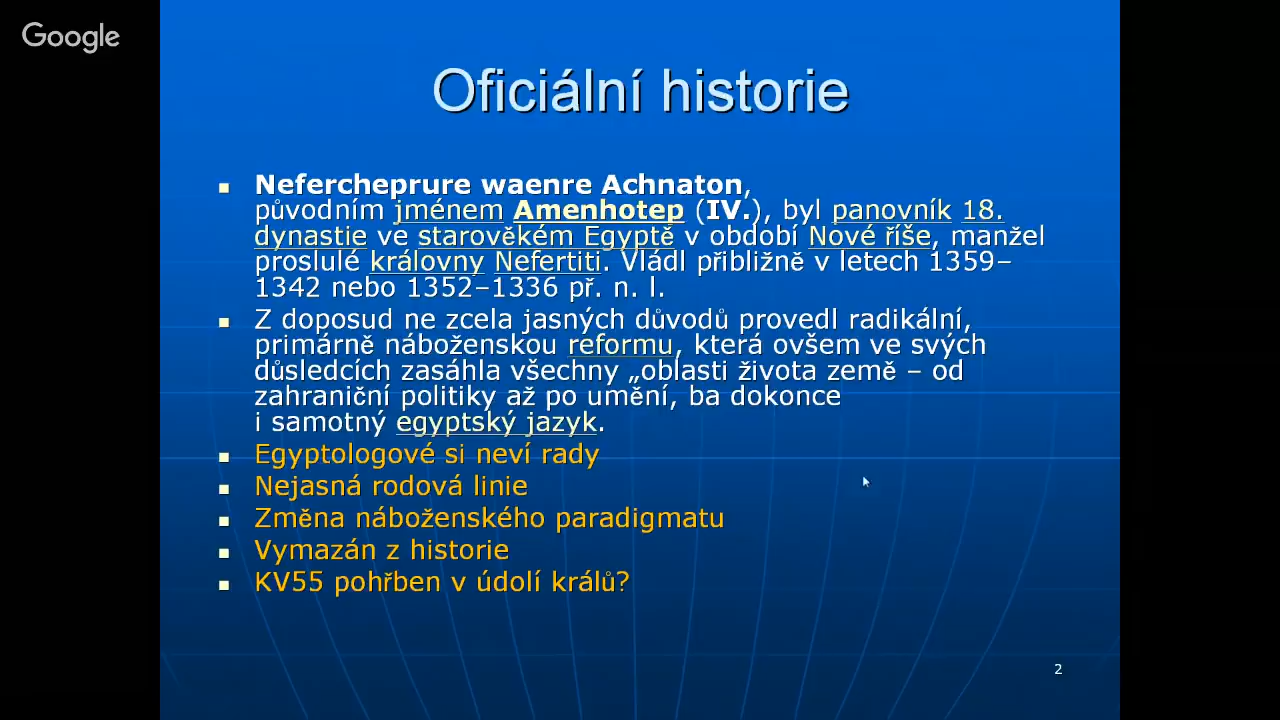 Google
Oficiální historie
Nefercheprure waenre Achnaton,
původním jménem Amenhotep (IV.), byl panovník 18.
dynastie ve starověkém Egyptě v období Nové říše, manžel
proslulé královny Nefertiti. Vládl přibližně v letech 1359–
1342 nebo 1352–1336 př. n. l.
Z doposud ne zcela jasných důvodů provedl radikální,
primárně náboženskou reformu, která ovšem ve svých
důsledcích zasáhla všechny „oblasti života země – od
zahraniční politiky až po umění, ba dokonce
i samotný egyptský jazyk.
Egyptologové si neví rady
Nejasná rodová linie
Změna náboženského paradigmatu
Vymazán z historie
KV55 pohřben v údolí králů?
2